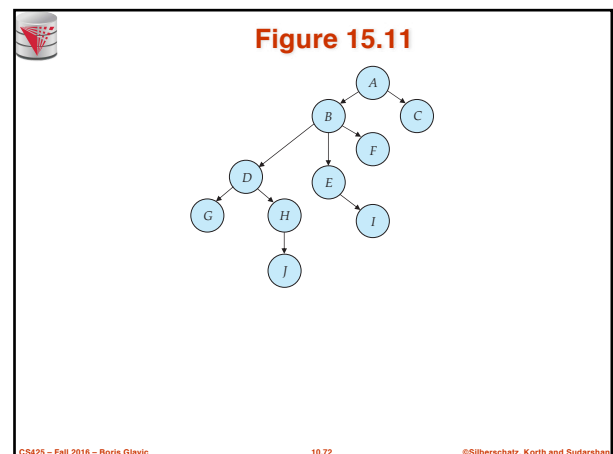 Figure 15.11
A
B
C
F
D
E
G
H
I
J
CS425 – Fall 2016 – Boris Glavic 10.72 ©Silberschatz, Korth and Sudarshan